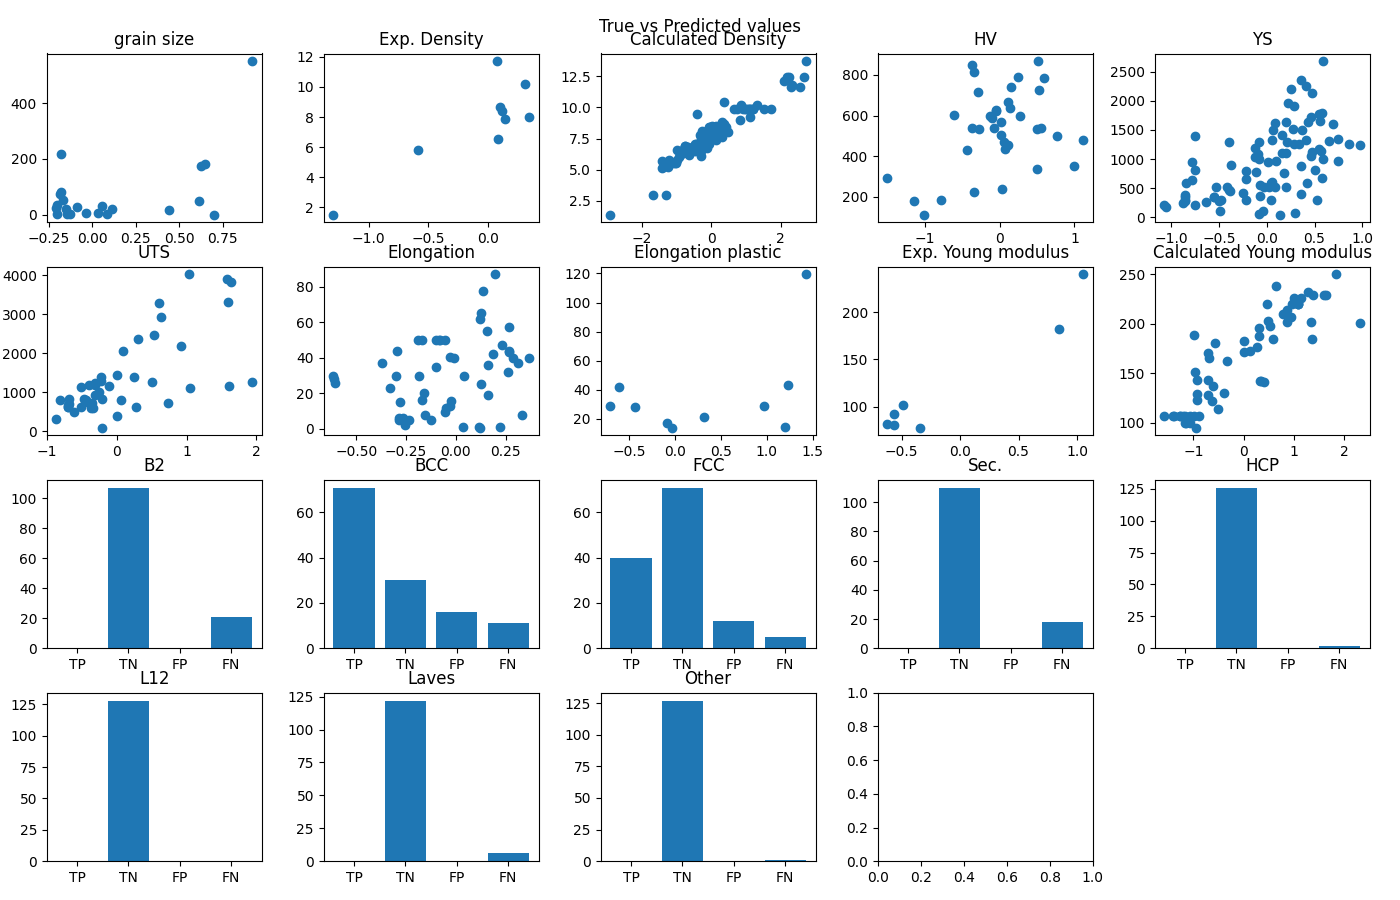 True vs Predicted values
grain size
Exp. Density
Calculated Density
HV
YS
400
200
0
−0.25 0.00 0.25 0.50 0.75
12
10
8
6
4
2
−1.0 −0.5 0.0
12.5
10.0
7.5
5.0
2.5
−2 0 2
800
600
400
200
−1 0 1
2500
2000
1500
1000
500
0
−1.0 −0.5 0.0 0.5 1.0
UTS
Elongation
Elongation plastic
Exp. Young modulus
Calculated Young modulus
4000
3000
2000
1000
0
−1 0 1 2
80
60
40
20
0
−0.50 −0.25 0.00 0.25
120
100
80
60
40
20
−0.5 0.0 0.5 1.0 1.5
200
150
100
−0.5 0.0 0.5 1.0
250
200
150
100
−1 0 1 2
B2
BCC
FCC
Sec.
HCP
100
80
60
40
20
0
TP TN FP FN
60
40
20
0
TP TN FP FN
60
40
20
0
TP TN FP FN
100
80
60
40
20
0
TP TN FP FN
125
100
75
50
25
0
TP TN FP FN
L12
Laves
Other
125
100
75
50
25
0
TP TN FP FN
125
100
75
50
25
0
TP TN FP FN
125
100
75
50
25
0
TP TN FP FN
1.0
0.8
0.6
0.4
0.2
0.0
0.0 0.2 0.4 0.6 0.8 1.0